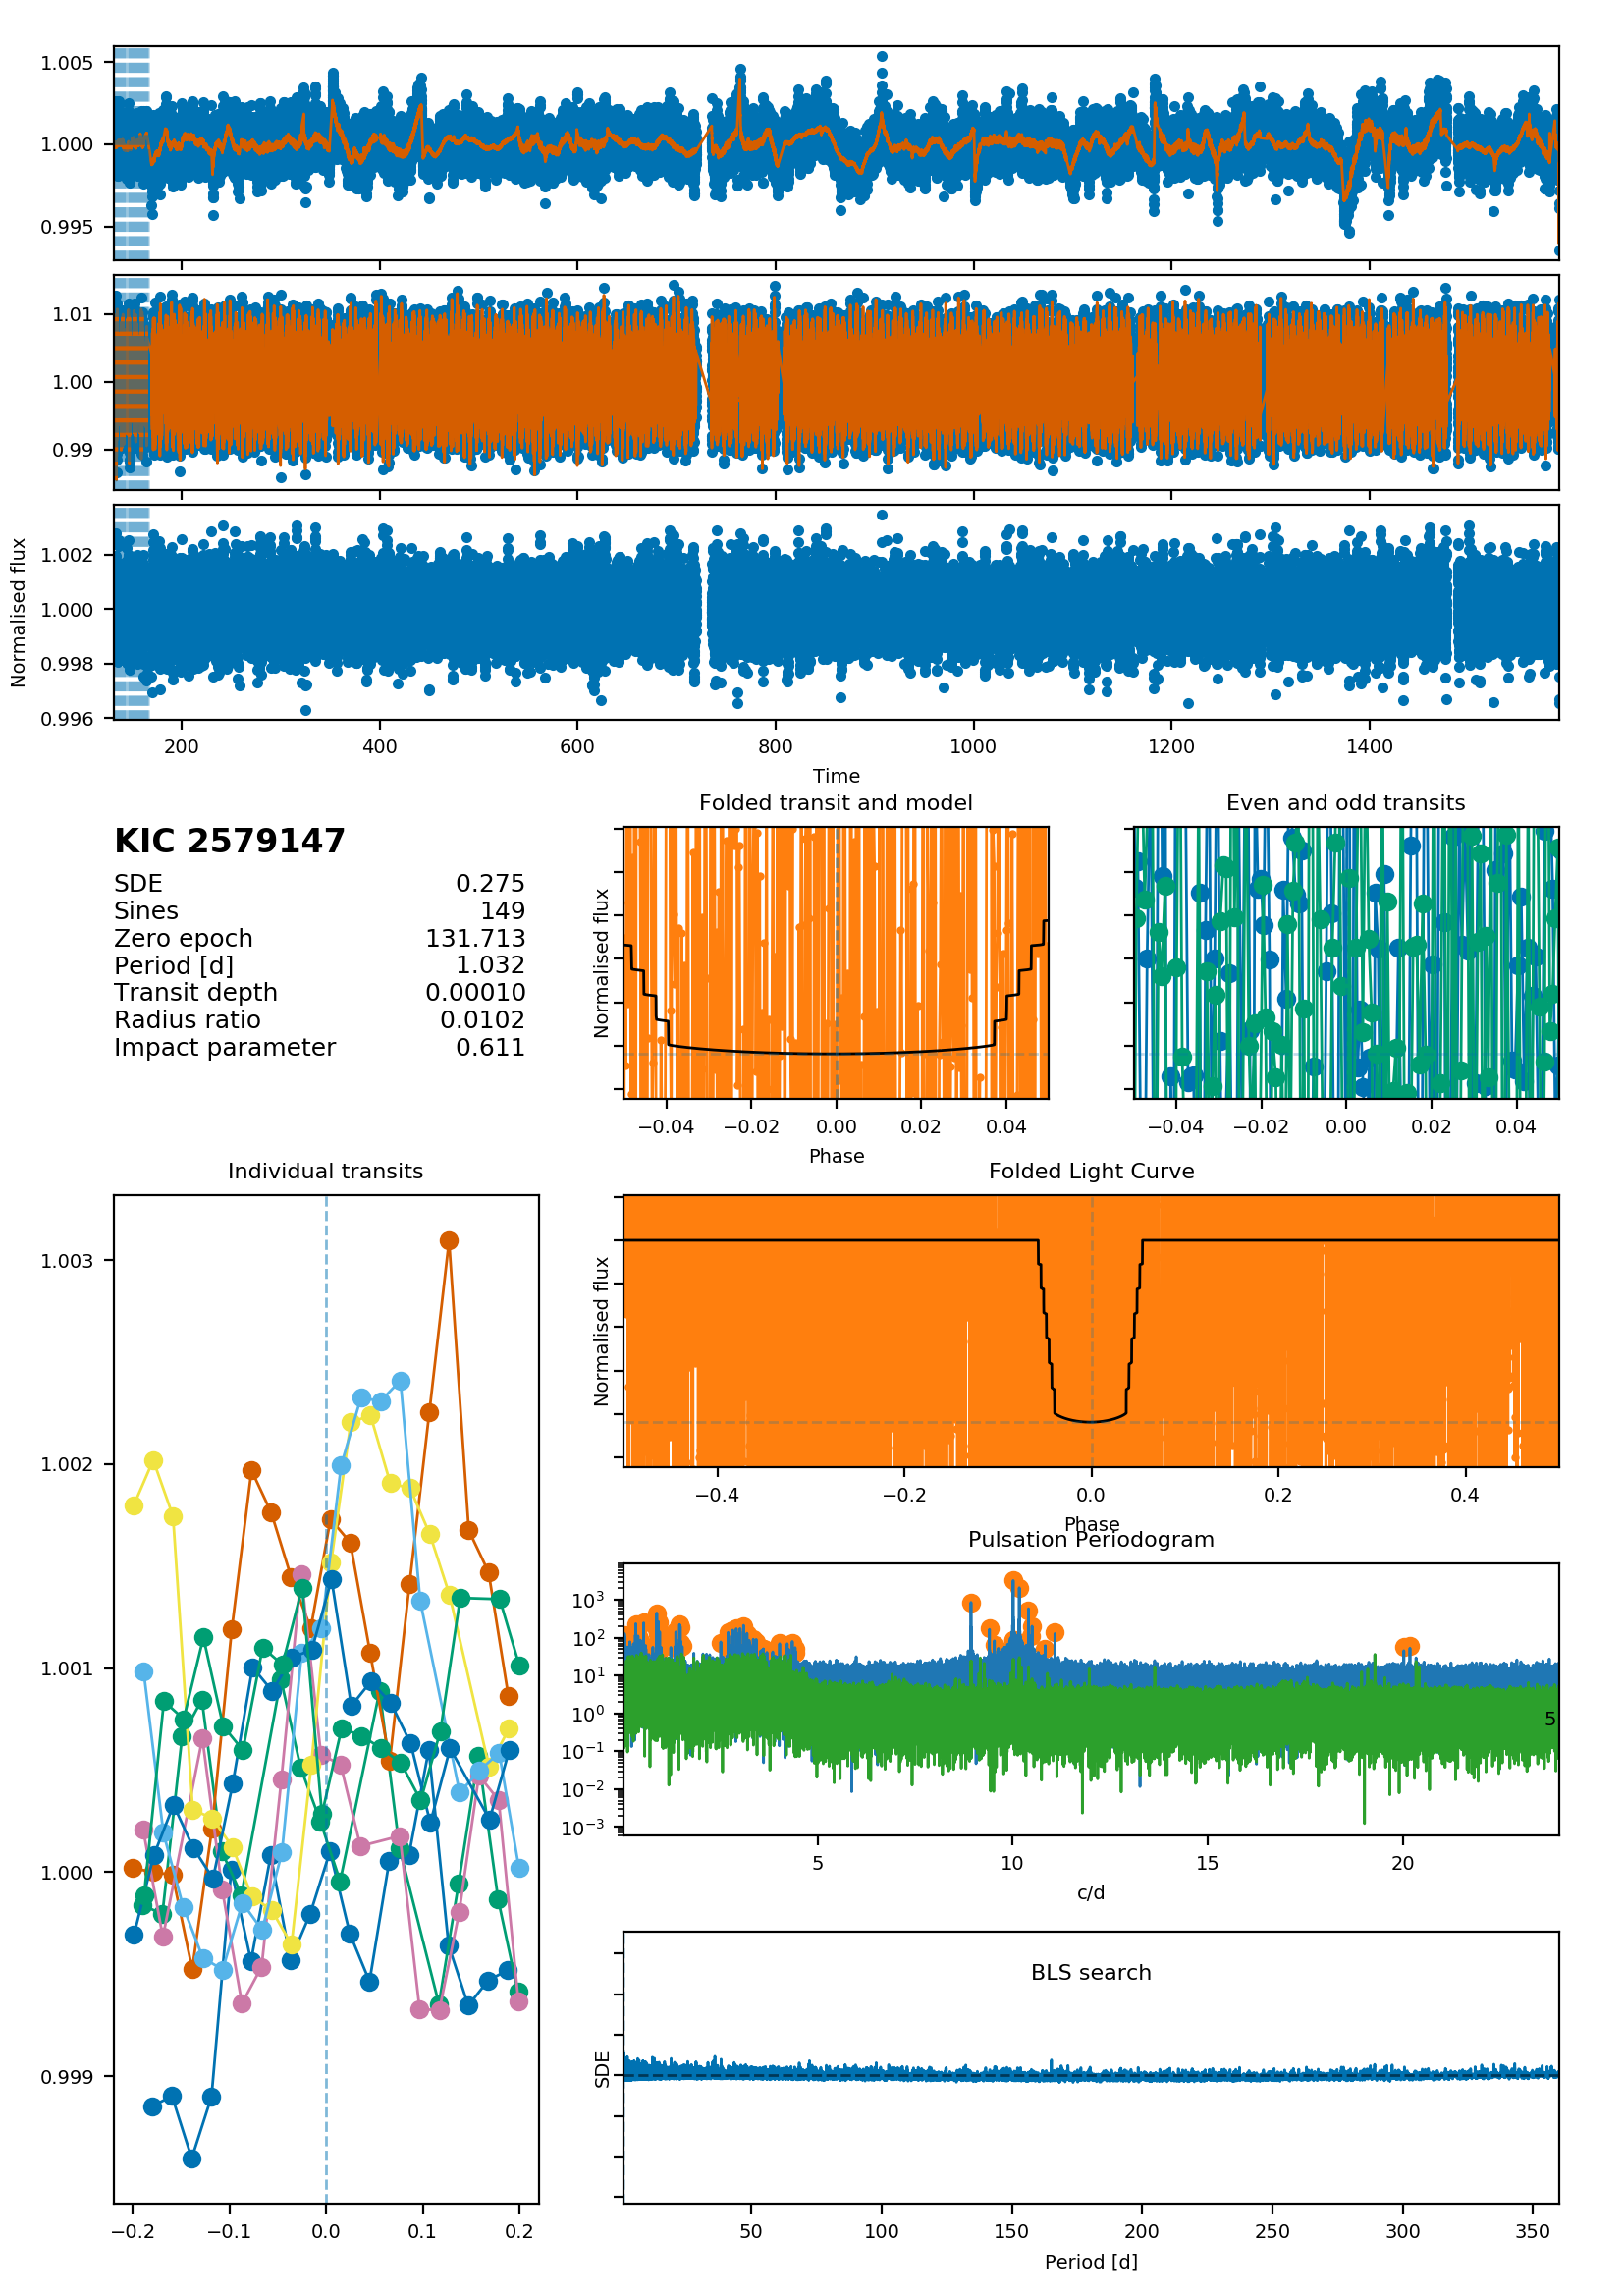 1.005
1.000
0.995
1.01
1.00
0.99
1.002
1.000
0.998
0.996
Normalised flux
200 400 600 800 1000 1200 1400
Time
KIC 2579147
SDE 0.275
Sines 149
Zero epoch 131.713
Period [d] 1.032
Transit depth 0.00010
Radius ratio 0.0102
Impact parameter 0.611
Folded transit and model
Normalised flux
−0.04 −0.02 0.00 0.02 0.04
Phase
Even and odd transits
−0.04 −0.02 0.00 0.02 0.04
Individual transits
1.003
1.002
1.001
1.000
0.999
−0.2 −0.1 0.0 0.1 0.2
Folded Light Curve
Normalised flux
−0.4 −0.2 0.0 0.2 0.4
Phase
Pulsation Periodogram
10³
10²
10¹
10⁰
10⁻¹
10⁻²
10⁻³
5
5 10 15 20
c/d
BLS search
SDE
50 100 150 200 250 300 350
Period [d]